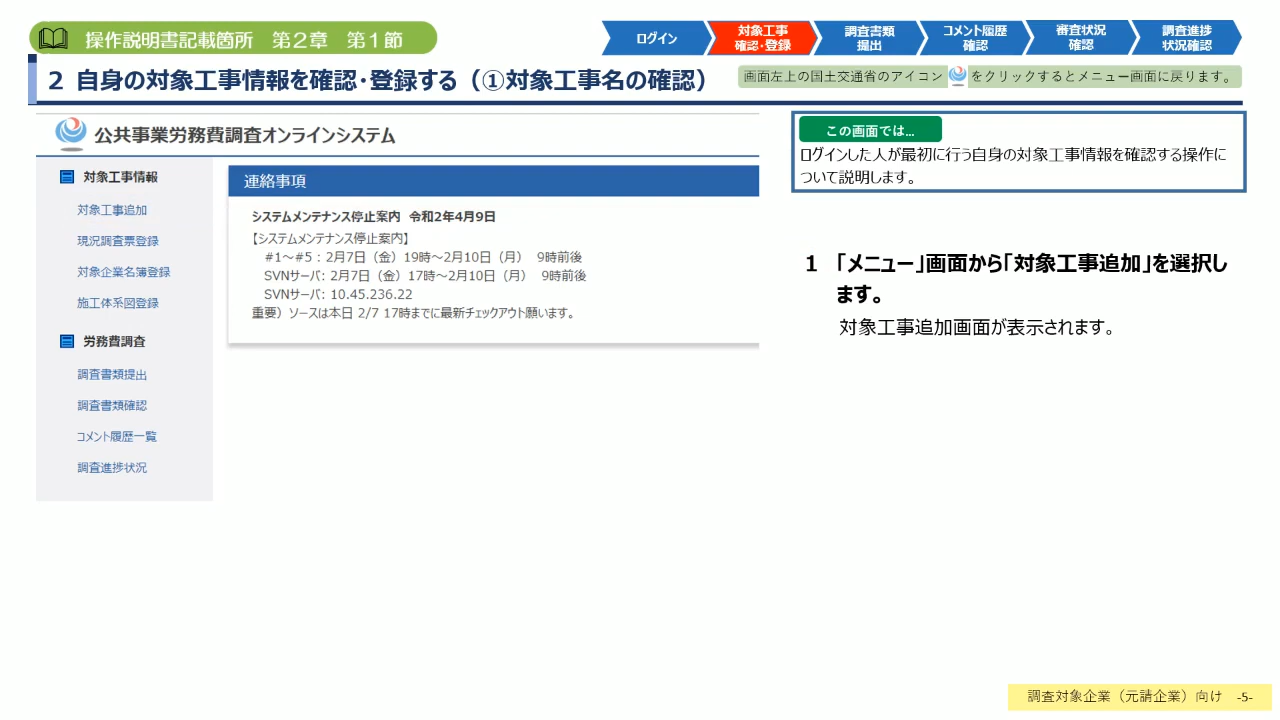 操作説明書記載箇所 第２章 第１節
ログイン
対象工事
確認・登録
調査書類
提出
コメント履歴
確認
審査状況
確認
調査進捗
状況確認
２ 自身の対象工事情報を確認・登録する（①対象工事名の確認）
画面左上の国土交通省のアイコン をクリックするとメニュー画面に戻ります。
公共事業労務費調査オンラインシステム
対象工事情報
対象工事追加
現況調査票登録
対象企業名簿登録
施工体系図登録
労務費調査
調査書類提出
調査書類確認
コメント履歴一覧
調査進捗状況
連絡事項
システムメンテナンス停止案内 令和2年4月9日
【システムメンテナンス停止案内】
#1～#5：2月7日（金）19時～2月10日（月） 9時前後
SVNサーバ: 2月7日（金）17時～2月10日（月） 9時前後
SVNサーバ: 10.45.236.22
重要）ソースは本日 2/7 17時までに最新チェックアウト願います。
この画面では…
ログインした人が最初に行う自身の対象工事情報を確認する操作に
ついて説明します。
１ 「メニュー」画面から「対象工事追加」を選択し
ます。
対象工事追加画面が表示されます。
調査対象企業（元請企業）向け -5-